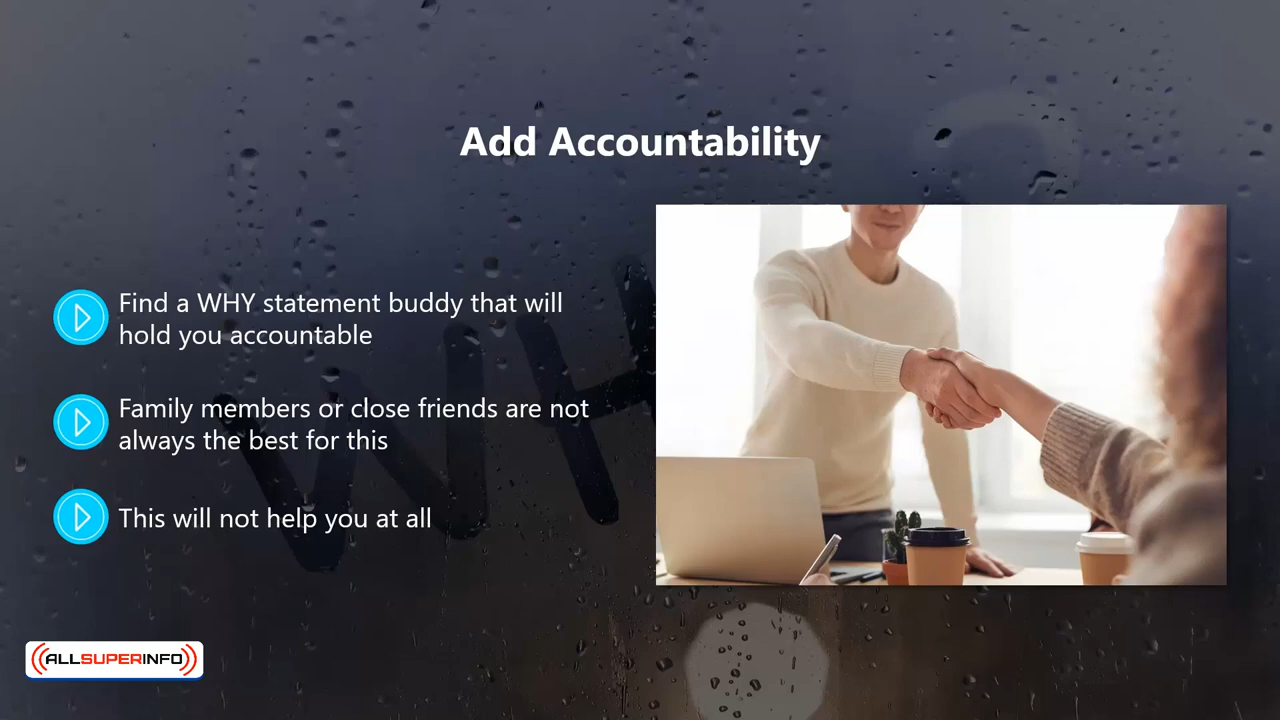 Add Accountability
Find a WHY statement buddy that will
hold you accountable
Family members or close friends are not
always the best for this
This will not help you at all
WH
ALLSUPERINFO